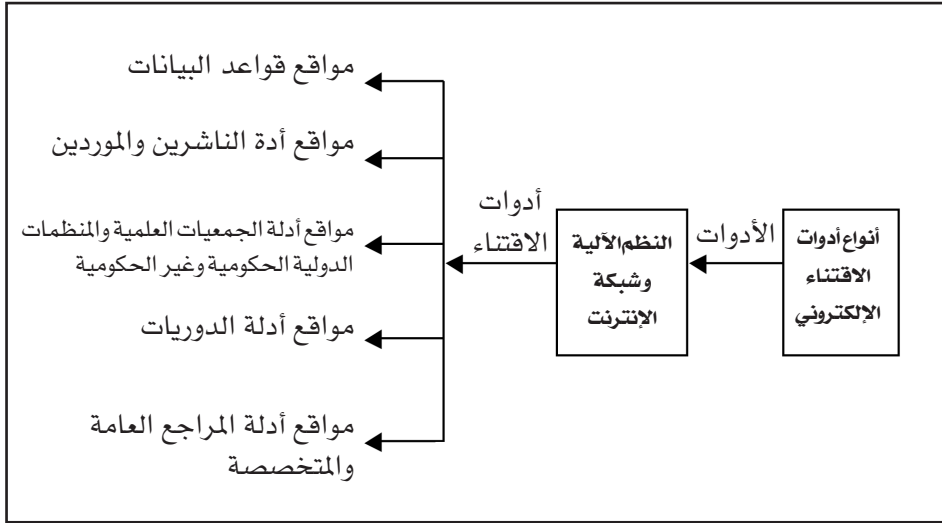 أنواع أدوات
الاقتناء
الإلكتروني
الأدوات
النظم الآلية
وشبكة
الإنترنت
أدوات
الاقتناء
مواقع قواعد البيانات
مواقع أدة الناشرين والموردين
مواقع أدلة الجمعيات العلمية والمنظمات
الدولية الحكومية وغير الحكومية
مواقع أدلة الدوريات
مواقع أدلة المراجع العامة
والمتخصصة